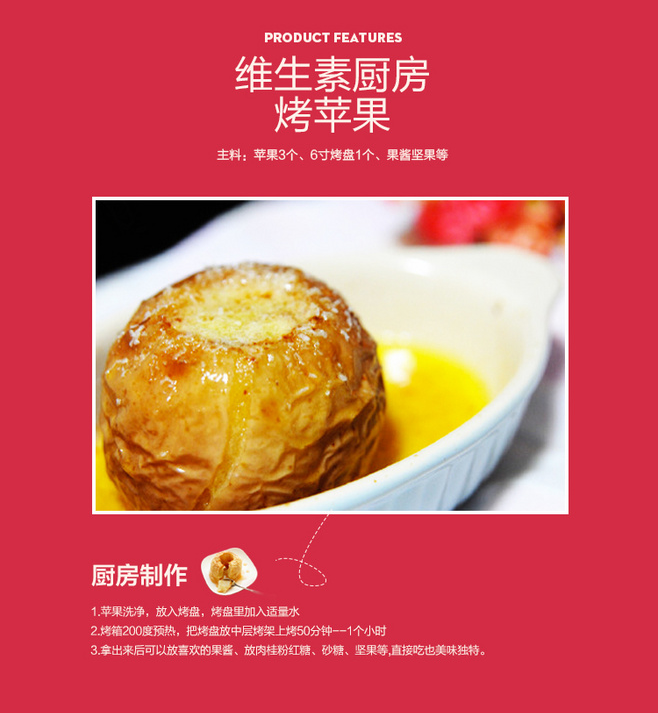 PRODUCT FEATURES
维生素厨房
烤苹果
主料：苹果3个、6寸烤盘1个、果酱坚果等
厨房制作
1.苹果洗净，放入烤盘，烤盘里加入适量水
2.烤箱200度预热，把烤盘放中层烤架上烤50分钟--1个小时
3.拿出来后可以放喜欢的果酱、放肉桂粉红糖、砂糖、坚果等,直接吃也美味独特。